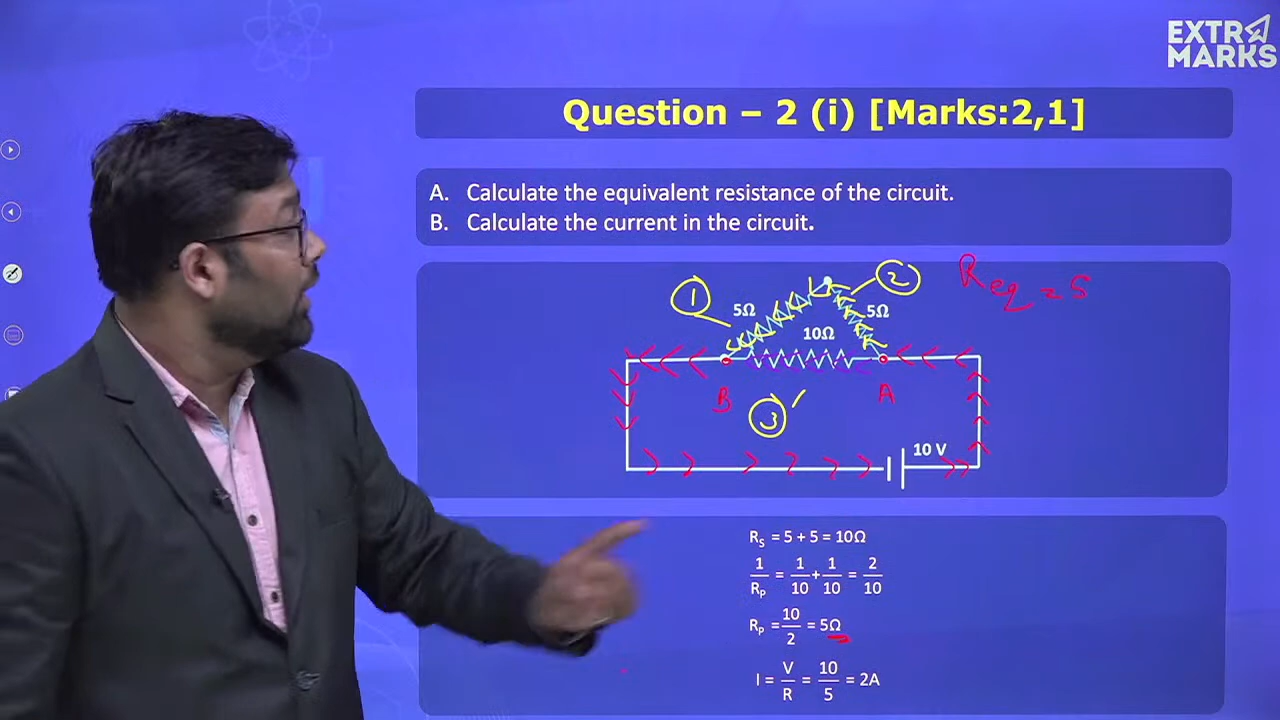 EXTRA
MARKS
Question – 2 (i) [Marks:2,1]
A. Calculate the equivalent resistance of the circuit.
B. Calculate the current in the circuit.
1
2
Req = 5
5Ω
5Ω
10Ω
B
A
3
10 V
RS = 5 + 5 = 10Ω
1/RP = 1/10 + 1/10 = 2/10
RP = 10/2 = 5Ω
I = V/R = 10/5 = 2A